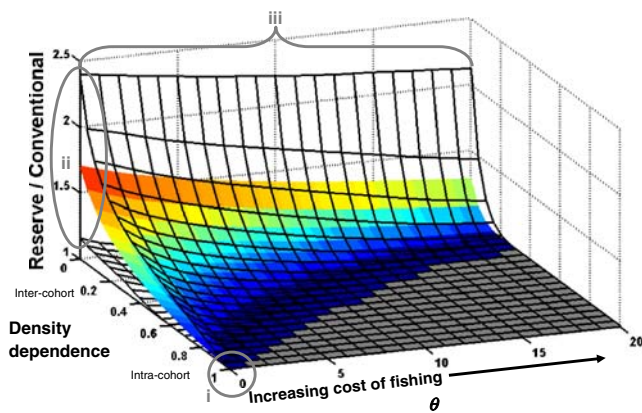 iii
2.5
2
ii
1.5
1
Reserve / Conventional
0
Inter-cohort 0.2
0.4
Density
dependence
0.6
0.8
Intra-cohort
1
i
0
5
10
15
20
Increasing cost of fishing
θ